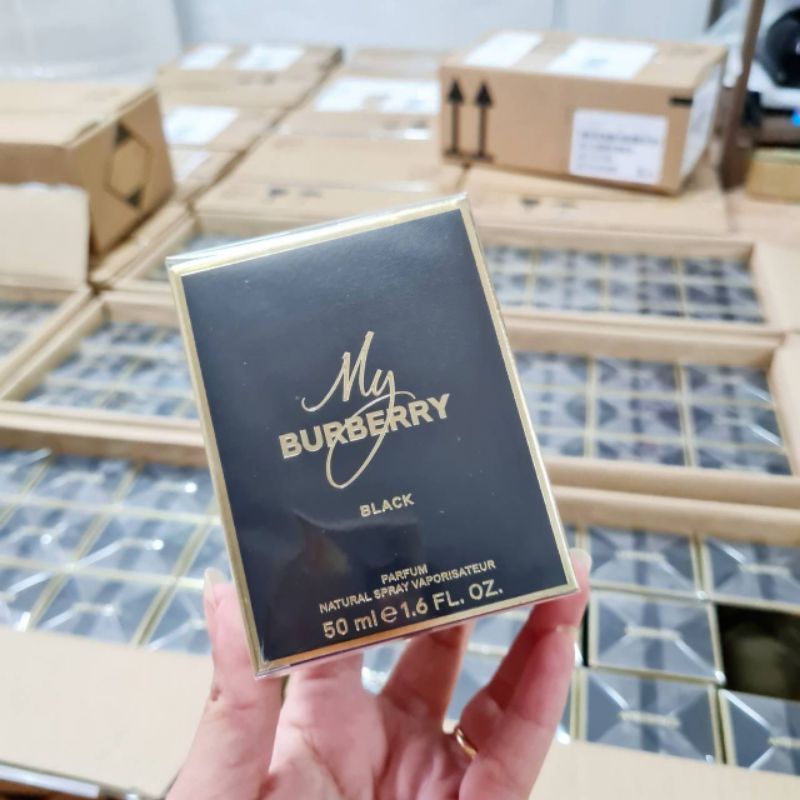 My
BURBERRY
BLACK
PARFUM
NATURAL SPRAY VAPORISATEUR
50 ml ℮ 1.6 FL. OZ.